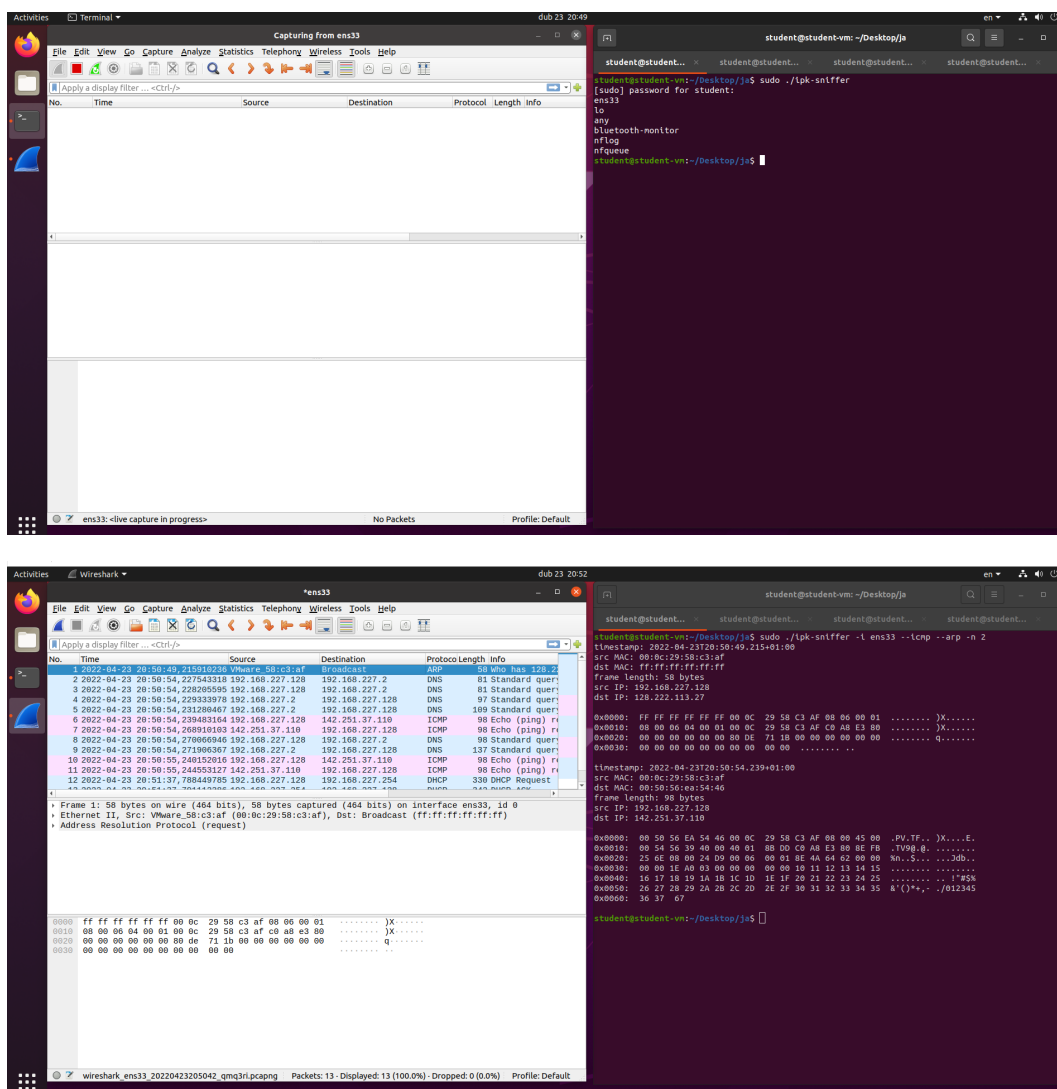 Activities Terminal dub 23 20:49 en
Capturing from ens33
File Edit View Go Capture Analyze Statistics Telephony Wireless Tools Help
Apply a display filter ... <Ctrl-/>
No. Time Source Destination Protocol Length Info
ens33: <live capture in progress> No Packets Profile: Default
student@student-vm: ~/Desktop/ja
student@student... student@student... student@student... student@student...
student@student-vm:~/Desktop/ja$ sudo ./ipk-sniffer
[sudo] password for student:
ens33
lo
any
bluetooth-monitor
nflog
nfqueue
student@student-vm:~/Desktop/ja$
Activities Wireshark dub 23 20:52 en
*ens33
File Edit View Go Capture Analyze Statistics Telephony Wireless Tools Help
Apply a display filter ... <Ctrl-/>
No. Time Source Destination Protoco Length Info
1 2022-04-23 20:50:49,215910236 VMware_58:c3:af Broadcast ARP 58 Who has 128.2
2 2022-04-23 20:50:54,227543318 192.168.227.128 192.168.227.2 DNS 81 Standard quer
3 2022-04-23 20:50:54,228205595 192.168.227.128 192.168.227.2 DNS 81 Standard quer
4 2022-04-23 20:50:54,229333978 192.168.227.2 192.168.227.128 DNS 97 Standard quer
5 2022-04-23 20:50:54,231280467 192.168.227.2 192.168.227.128 DNS 109 Standard quer
6 2022-04-23 20:50:54,239483164 192.168.227.128 142.251.37.110 ICMP 98 Echo (ping) r
7 2022-04-23 20:50:54,268910103 142.251.37.110 192.168.227.128 ICMP 98 Echo (ping) r
8 2022-04-23 20:50:54,270066946 192.168.227.128 192.168.227.2 DNS 98 Standard quer
9 2022-04-23 20:50:54,271906367 192.168.227.2 192.168.227.128 DNS 137 Standard quer
10 2022-04-23 20:50:55,240152016 192.168.227.128 142.251.37.110 ICMP 98 Echo (ping) r
11 2022-04-23 20:50:55,244553127 142.251.37.110 192.168.227.128 ICMP 98 Echo (ping) r
12 2022-04-23 20:51:37,788449785 192.168.227.128 192.168.227.254 DHCP 330 DHCP Request
Frame 1: 58 bytes on wire (464 bits), 58 bytes captured (464 bits) on interface ens33, id 0
Ethernet II, Src: VMware_58:c3:af (00:0c:29:58:c3:af), Dst: Broadcast (ff:ff:ff:ff:ff:ff)
Address Resolution Protocol (request)
0000 ff ff ff ff ff ff 00 0c 29 58 c3 af 08 06 00 01 ········ )X······
0010 08 00 06 04 00 01 00 0c 29 58 c3 af c0 a8 e3 80 ········ )X······
0020 00 00 00 00 00 00 80 de 71 1b 00 00 00 00 00 00 ········ q·······
0030 00 00 00 00 00 00 00 00 00 00 ········ ··
wireshark_ens33_20220423205042_qmq3ri.pcapng Packets: 13 · Displayed: 13 (100.0%) · Dropped: 0 (0.0%) Profile: Default
student@student-vm: ~/Desktop/ja
student@student... student@student... student@student... student@student...
student@student-vm:~/Desktop/ja$ sudo ./ipk-sniffer -i ens33 --icmp --arp -n 2
timestamp: 2022-04-23T20:50:49.215+01:00
src MAC: 00:0c:29:58:c3:af
dst MAC: ff:ff:ff:ff:ff:ff
frame length: 58 bytes
src IP: 192.168.227.128
dst IP: 128.222.113.27
0x0000: FF FF FF FF FF FF 00 0C 29 58 C3 AF 08 06 00 01 ........ )X......
0x0010: 08 00 06 04 00 01 00 0C 29 58 C3 AF C0 A8 E3 80 ........ )X......
0x0020: 00 00 00 00 00 00 80 DE 71 1B 00 00 00 00 00 00 ........ q.......
0x0030: 00 00 00 00 00 00 00 00 00 00 ........ ..
timestamp: 2022-04-23T20:50:54.239+01:00
src MAC: 00:0c:29:58:c3:af
dst MAC: 00:50:56:ea:54:46
frame length: 98 bytes
src IP: 192.168.227.128
dst IP: 142.251.37.110
0x0000: 00 50 56 EA 54 46 00 0C 29 58 C3 AF 08 00 45 00 .PV.TF.. )X....E.
0x0010: 00 54 56 39 40 00 40 01 8B DD C0 A8 E3 80 8E FB .TV9@.@. ........
0x0020: 25 6E 08 00 24 D9 00 06 00 01 8E 4A 64 62 00 00 %n..$... ...Jdb..
0x0030: 00 00 1E A0 03 00 00 00 00 00 10 11 12 13 14 15 ........ ........
0x0040: 16 17 18 19 1A 1B 1C 1D 1E 1F 20 21 22 23 24 25 ........ .. !"#$%
0x0050: 26 27 28 29 2A 2B 2C 2D 2E 2F 30 31 32 33 34 35 &'()*+,- ./012345
0x0060: 36 37 67
student@student-vm:~/Desktop/ja$